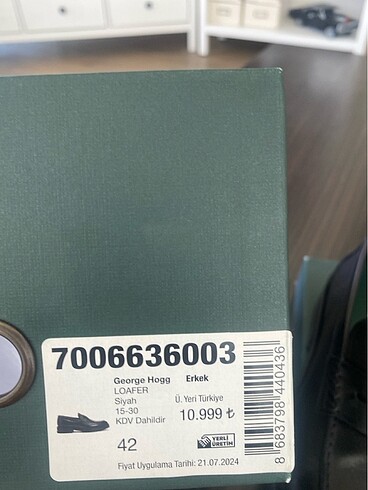 7006636003
George Hogg Erkek
LOAFER
Siyah Ü. Yeri Türkiye
15-30
KDV Dahildir 10.999 ₺
42 YERLİ ÜRETİM
Fiyat Uygulama Tarihi: 21.07.2024
8 683798 440436